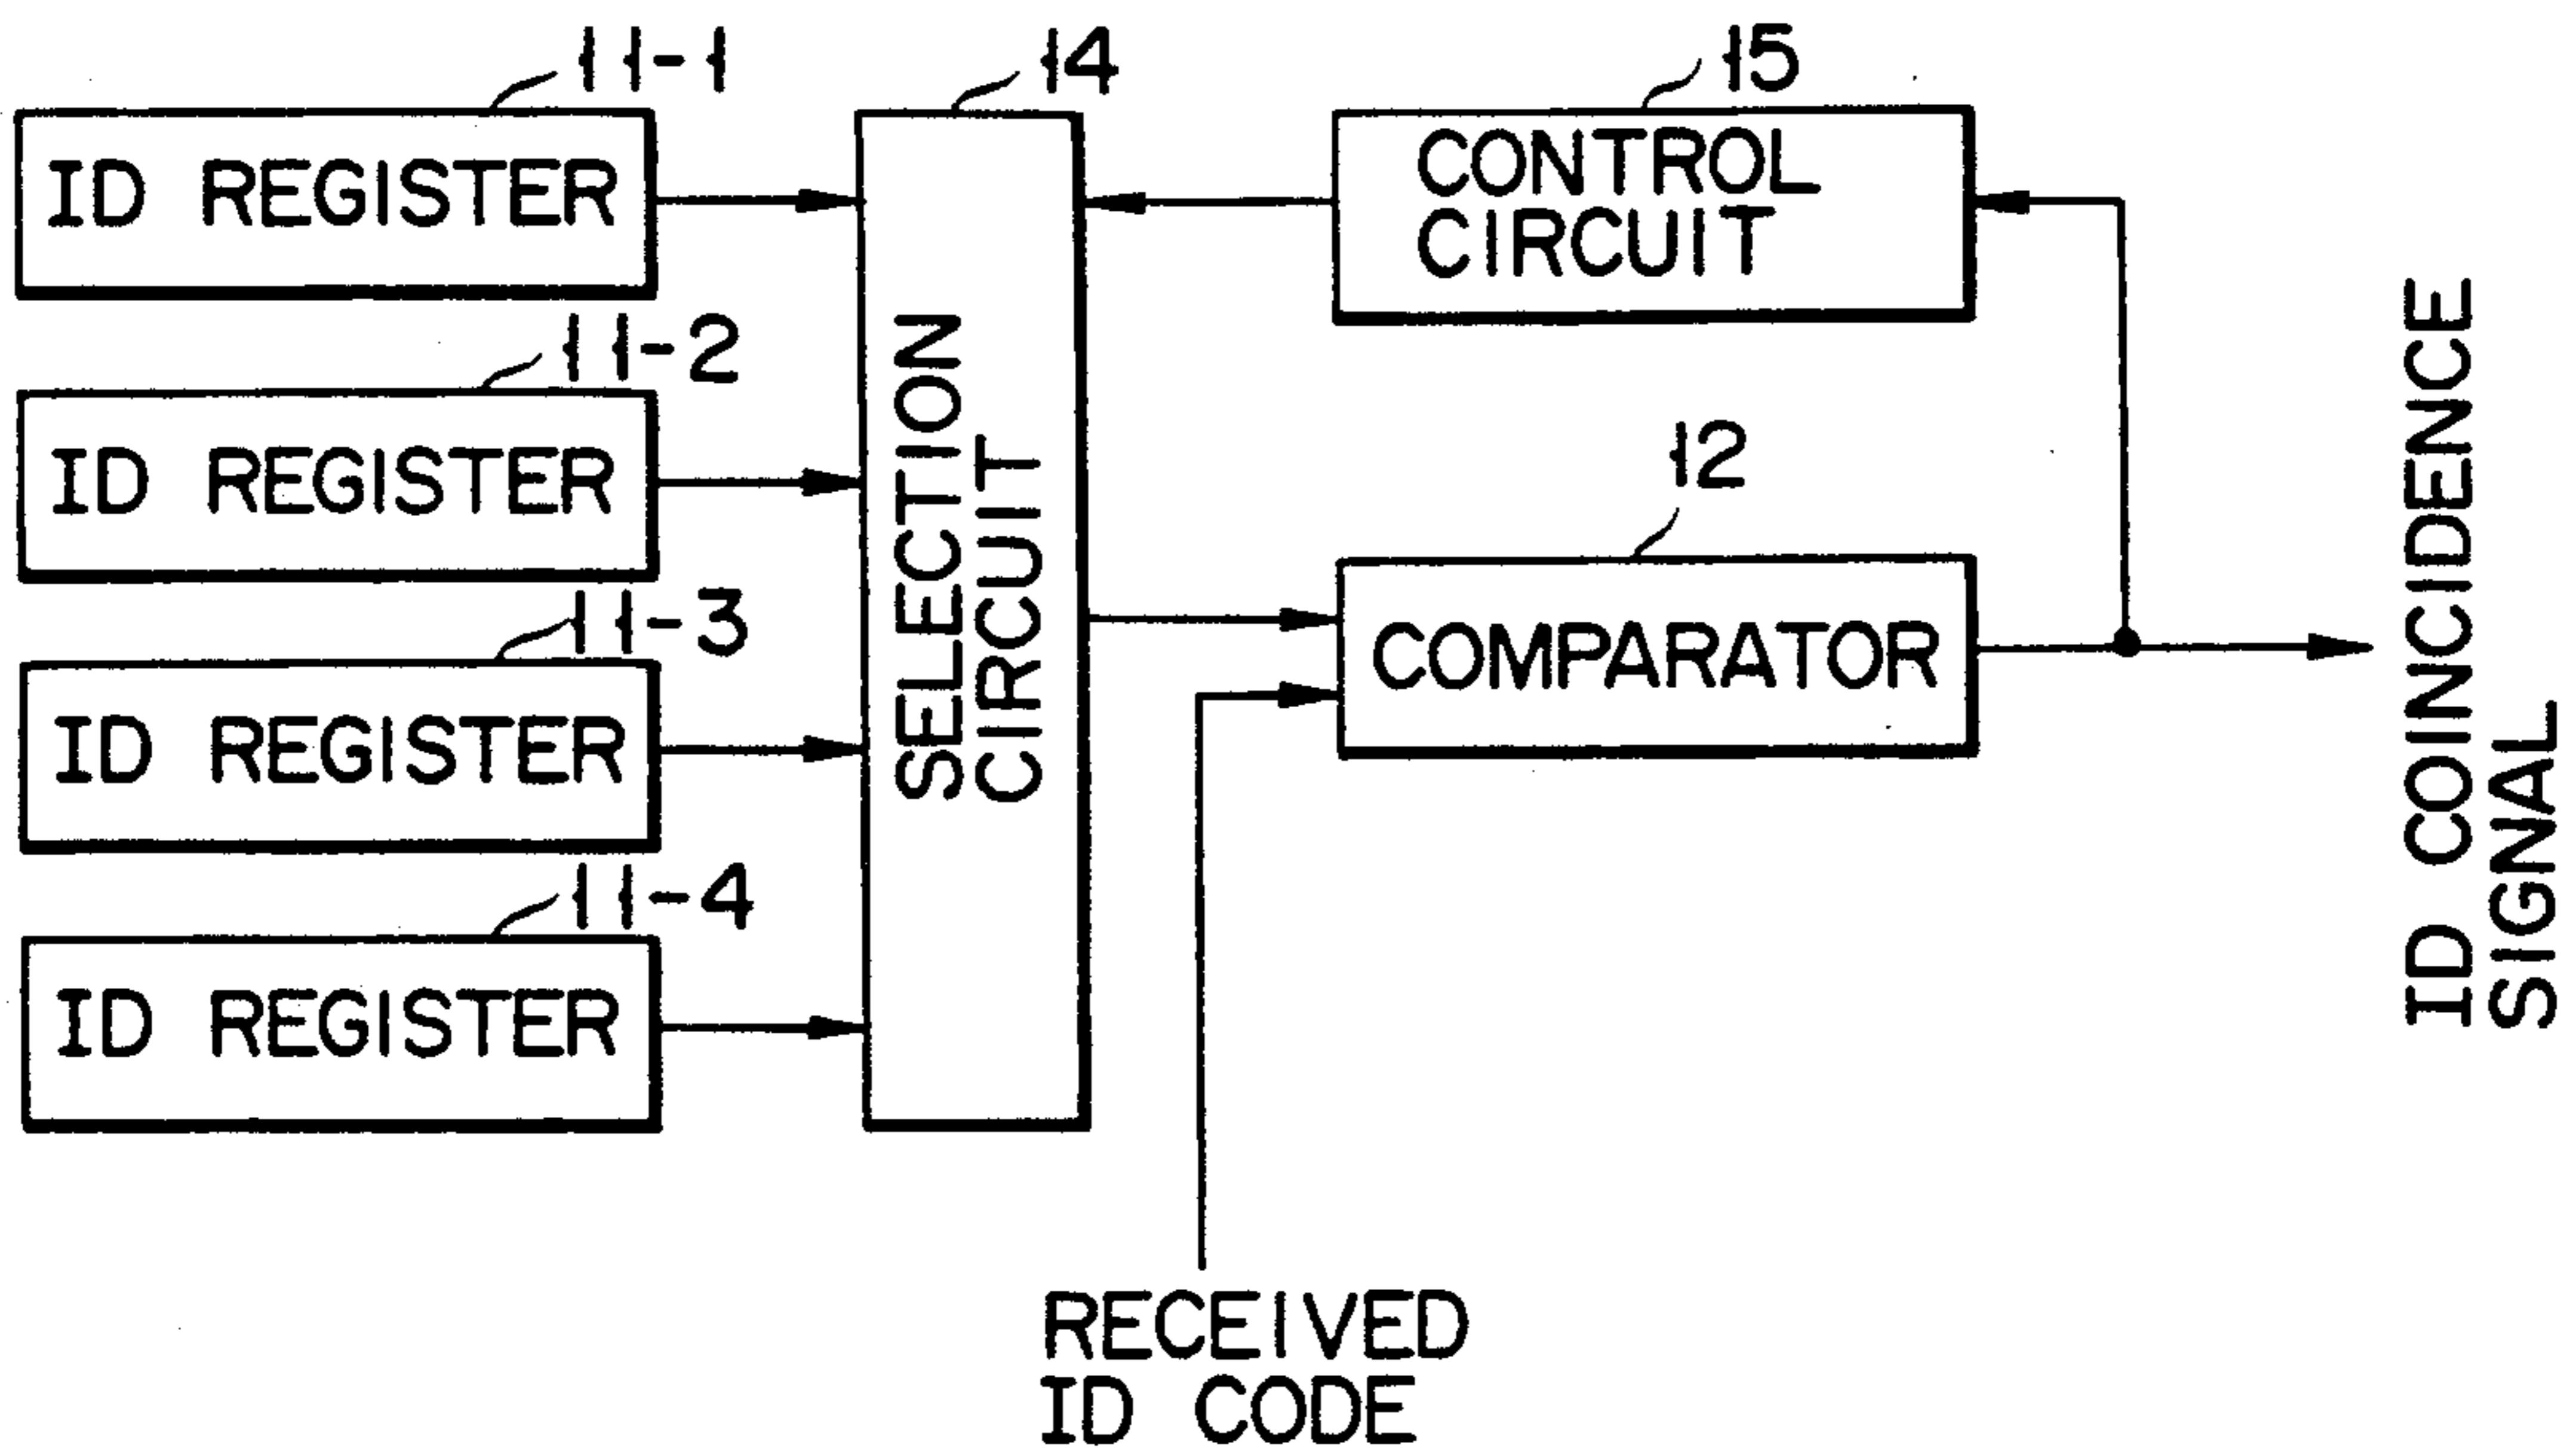 11-1
ID REGISTER
11-2
ID REGISTER
11-3
ID REGISTER
11-4
ID REGISTER
14
SELECTION
CIRCUIT
15
CONTROL
CIRCUIT
12
COMPARATOR
RECEIVED
ID CODE
ID COINCIDENCE
SIGNAL